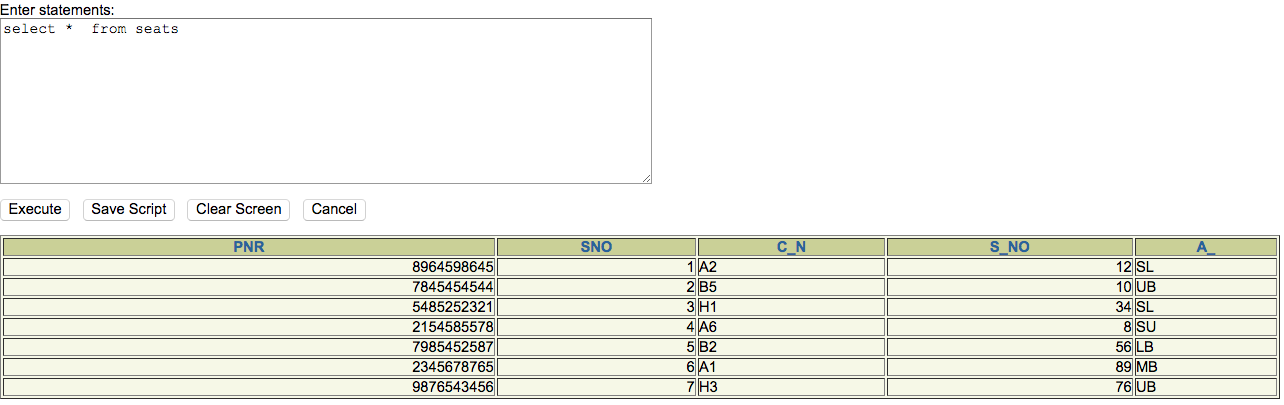 Enter statements:
select *  from seats
Execute Save Script Clear Screen Cancel
PNR SNO C_N S_NO A_
8964598645 1 A2 12 SL
7845454544 2 B5 10 UB
5485252321 3 H1 34 SL
2154585578 4 A6 8 SU
7985452587 5 B2 56 LB
2345678765 6 A1 89 MB
9876543456 7 H3 76 UB